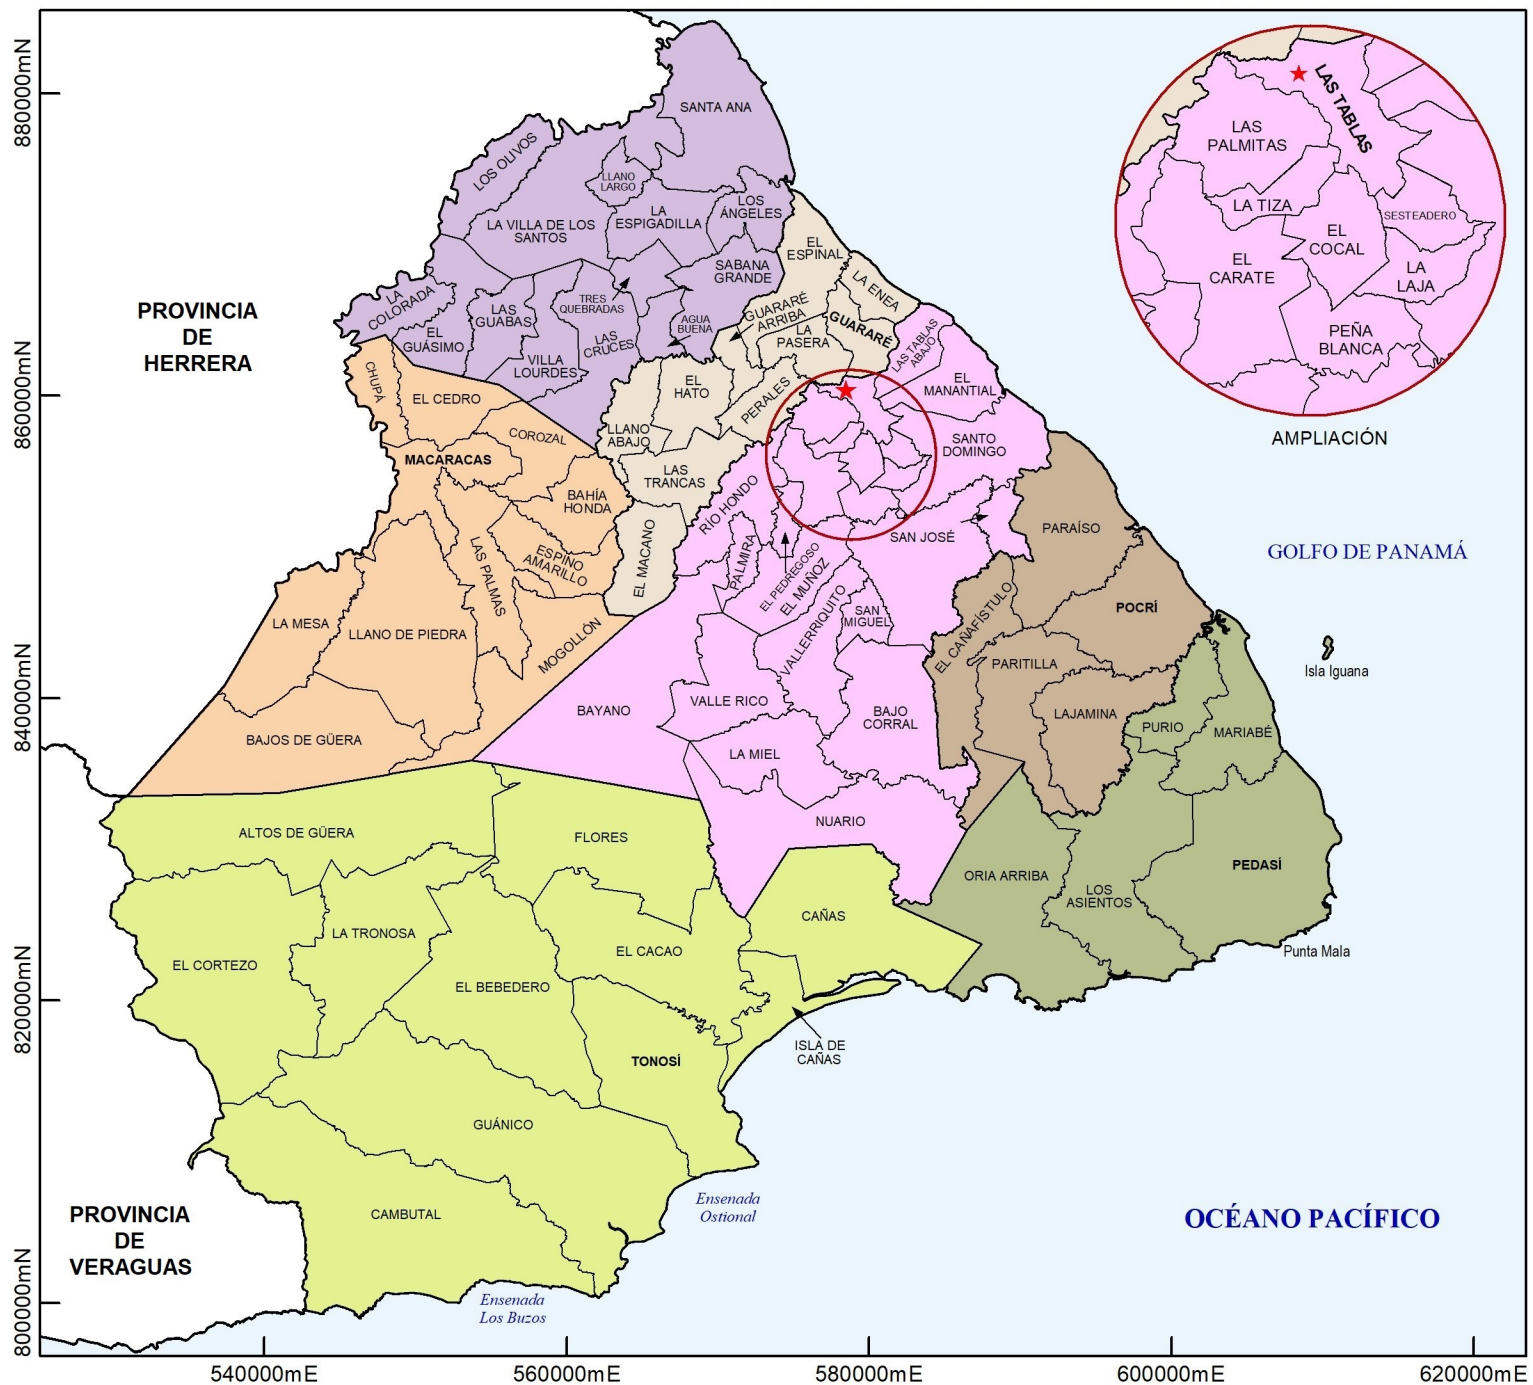 880000mN
860000mN
840000mN
820000mN
800000mN
540000mE
560000mE
580000mE
600000mE
620000mE
PROVINCIA
DE
HERRERA
PROVINCIA
DE
VERAGUAS
SANTA ANA
LOS OLIVOS
LLANO
LARGO
LA VILLA DE LOS
SANTOS
LA
ESPIGADILLA
LOS
ÁNGELES
SABANA
GRANDE
LA
COLORADA
EL
GUÁSIMO
LAS
GUABAS
TRES
QUEBRADAS
LAS
CRUCES
VILLA
LOURDES
AGUA
BUENA
EL
ESPINAL
LA ENEA
GUARARÉ
ARRIBA
GUARARÉ
LA
PASERA
EL
HATO
PERALES
LLANO
ABAJO
LAS
TRANCAS
EL MACANO
CHUPÁ
EL CEDRO
COROZAL
MACARACAS
BAHÍA
HONDA
ESPINO
AMARILLO
LAS PALMAS
LA MESA
LLANO DE PIEDRA
MOGOLLÓN
BAJOS DE GÜERA
LAS TABLAS
ABAJO
EL
MANANTIAL
SANTO
DOMINGO
RÍO HONDO
PALMIRA
EL PEDREGOSO
EL MUÑOZ
SAN JOSÉ
VALLERRIQUITO
SAN
MIGUEL
BAYANO
VALLE RICO
BAJO
CORRAL
LA MIEL
NUARIO
PARAÍSO
POCRÍ
EL CAÑAFÍSTULO
PARITILLA
LAJAMINA
PURIO
MARIABÉ
PEDASÍ
ORIA ARRIBA
LOS
ASIENTOS
ALTOS DE GÜERA
FLORES
EL CORTEZO
LA TRONOSA
EL BEBEDERO
EL CACAO
CAÑAS
TONOSÍ
ISLA DE
CAÑAS
GUÁNICO
CAMBUTAL
LAS TABLAS
LAS
PALMITAS
LA TIZA
SESTEADERO
EL
COCAL
EL
CARATE
LA
LAJA
PEÑA
BLANCA
AMPLIACIÓN
GOLFO DE PANAMÁ
Isla Iguana
Punta Mala
OCÉANO PACÍFICO
Ensenada
Ostional
Ensenada
Los Buzos